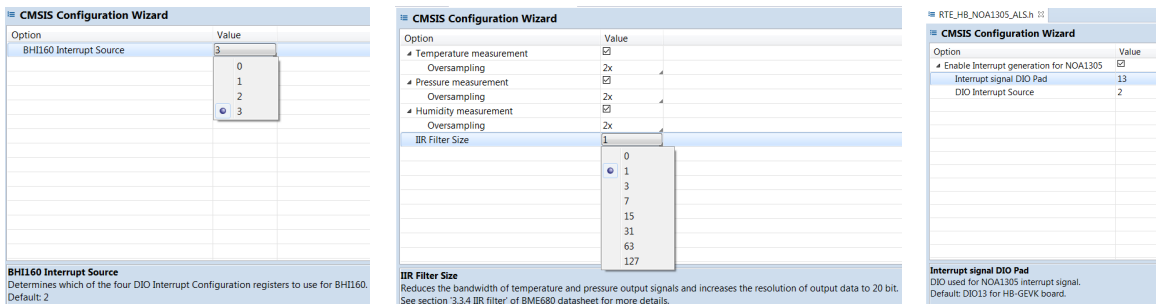 CMSIS Configuration Wizard
Option Value
BHI160 Interrupt Source 3
0
1
2
3
BHI160 Interrupt Source
Determines which of the four DIO Interrupt Configuration registers to use for BHI160.
Default: 2
CMSIS Configuration Wizard
Option Value
Temperature measurement
Oversampling 2x
Pressure measurement
Oversampling 2x
Humidity measurement
Oversampling 2x
IIR Filter Size 1
0
1
3
7
15
31
63
127
IIR Filter Size
Reduces the bandwidth of temperature and pressure output signals and increases the resolution of output data to 20 bit.
See section '3.3.4 IIR filter' of BME680 datasheet for more details.
RTE_HB_NOA1305_ALS.h
CMSIS Configuration Wizard
Option Value
Enable Interrupt generation for NOA1305
Interrupt signal DIO Pad 13
DIO Interrupt Source 2
Interrupt signal DIO Pad
DIO used for NOA1305 interrupt signal.
Default: DIO13 for HB-GEVK board.